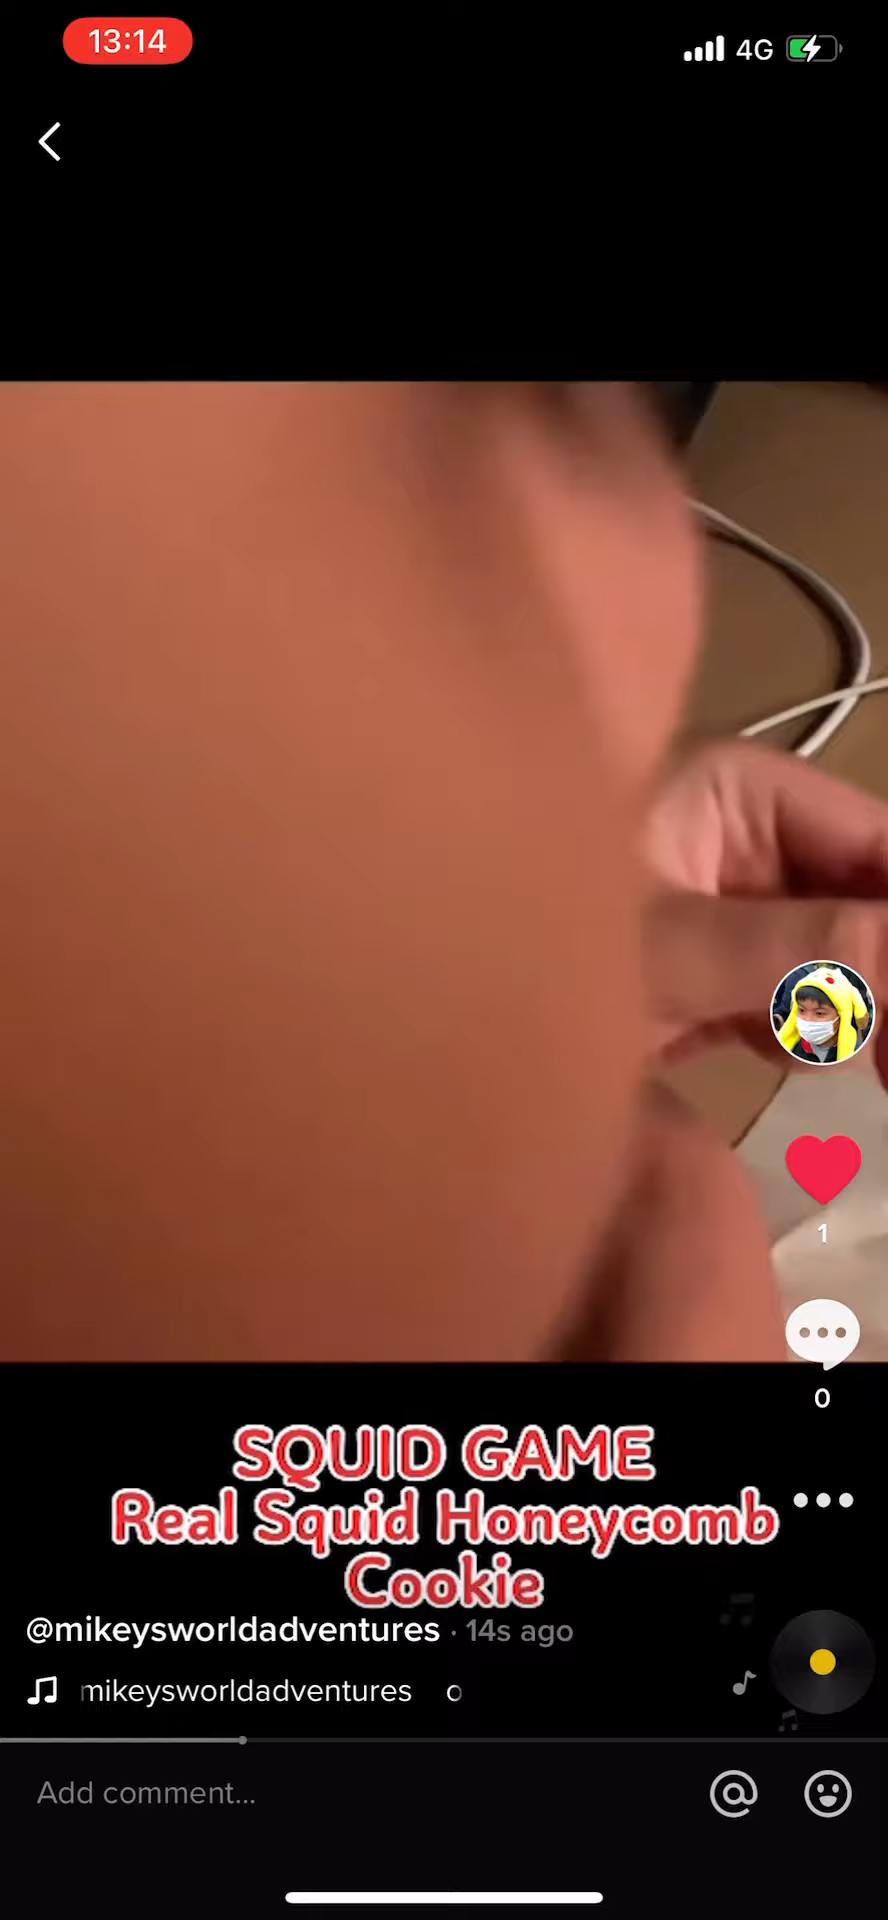 13:14
4G
1
0
SQUID GAME
Real Squid Honeycomb
Cookie
@mikeysworldadventures · 14s ago
mikeysworldadventures o
Add comment...